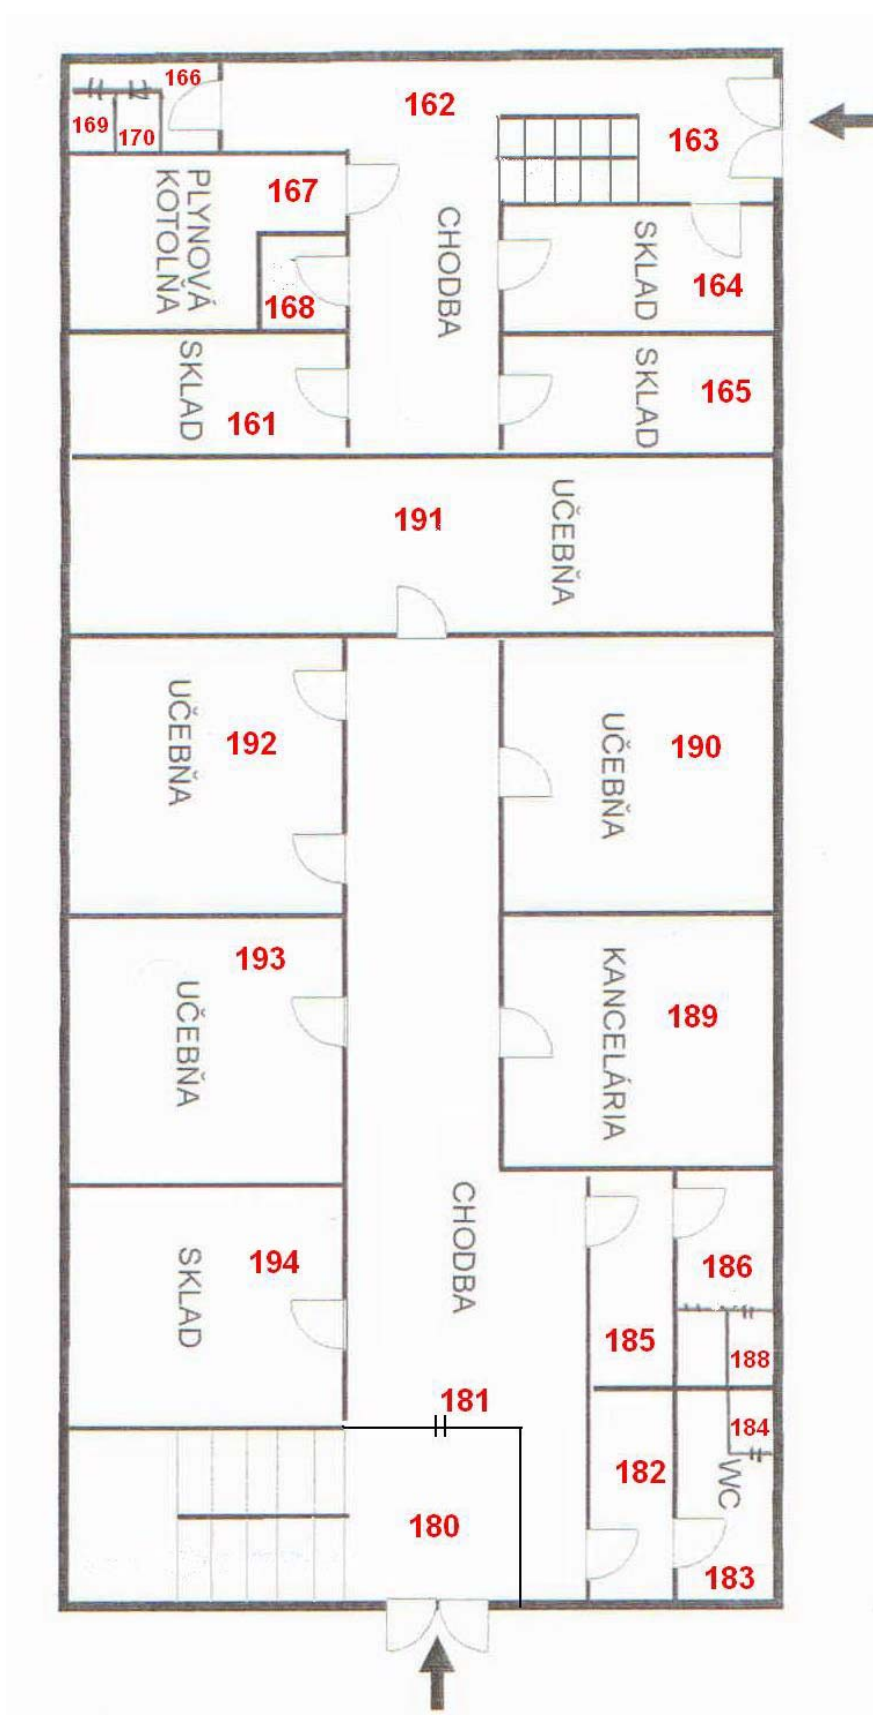 166
162
169
170
163
167
PLYNOVÁ
KOTOLŇA
CHODBA
SKLAD
164
168
SKLAD
161
SKLAD
165
191
UČEBŇA
UČEBŇA
192
UČEBŇA
190
193
UČEBŇA
KANCELÁRIA
189
CHODBA
SKLAD
194
186
185
188
181
184
182
WC
180
183